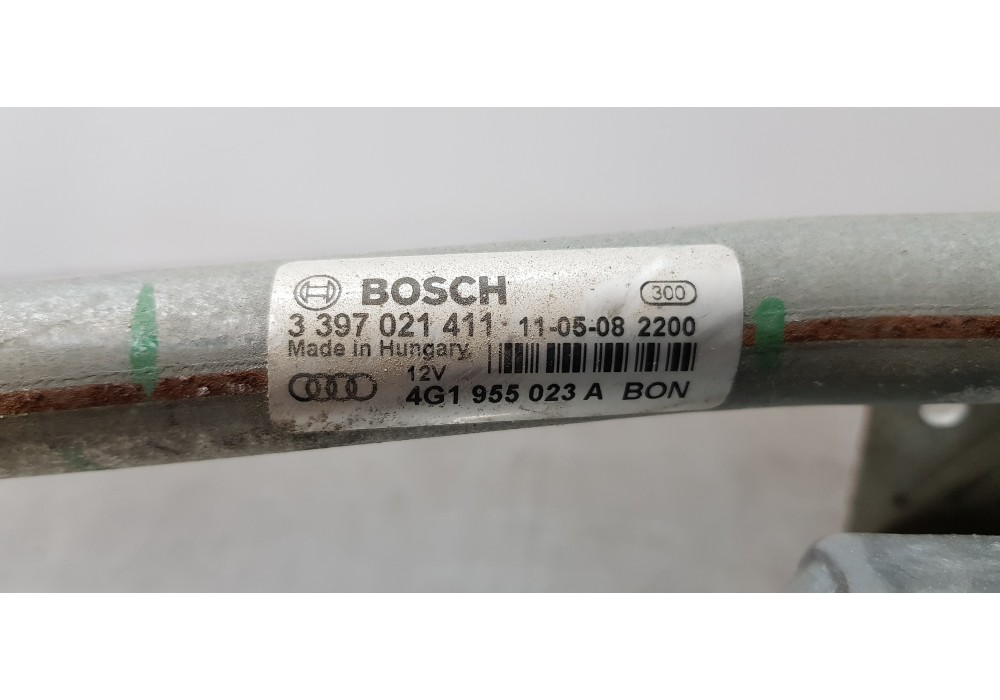 BOSCH 300
3 397 021 411 11-05-08 2200
Made in Hungary
12V
4G1 955 023 A BON